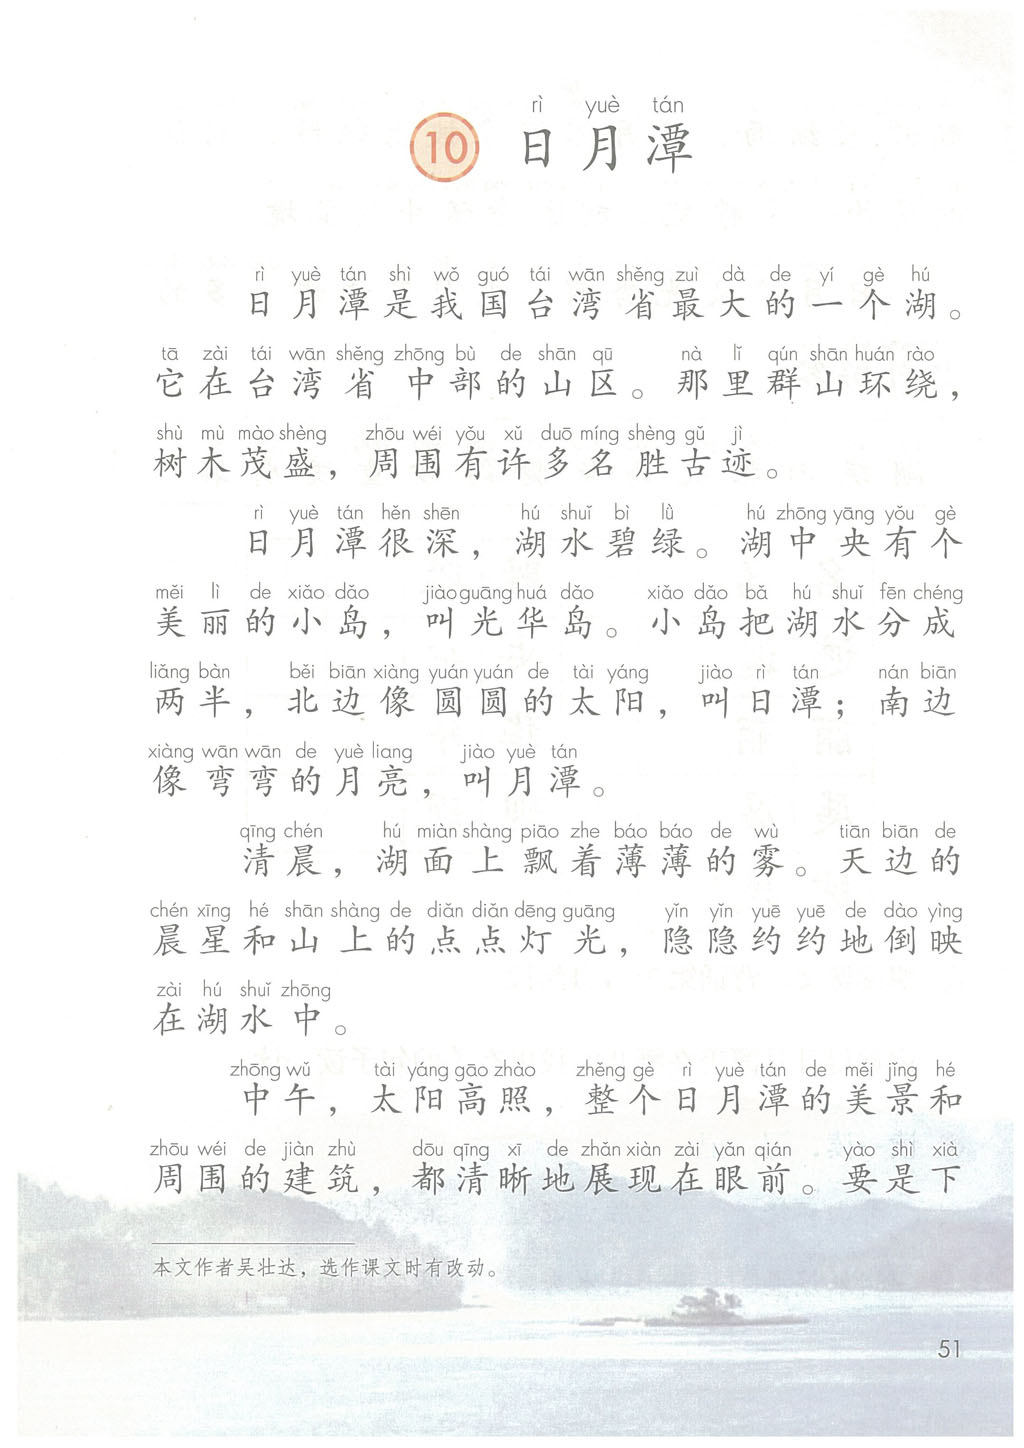 rì yuè tán
10 日月潭
rì yuè tán shì wǒ guó tái wān shěng zuì dà de yí gè hú
日月潭是我国台湾省最大的一个湖。
tā zài tái wān shěng zhōng bù de shān qū nà lǐ qún shān huán rào
它在台湾省中部的山区。那里群山环绕，
shù mù mào shèng zhōu wéi yǒu xǔ duō míng shèng gǔ jì
树木茂盛，周围有许多名胜古迹。
rì yuè tán hěn shēn hú shuǐ bì lǜ hú zhōng yāng yǒu gè
日月潭很深，湖水碧绿。湖中央有个
měi lì de xiǎo dǎo jiào guāng huá dǎo xiǎo dǎo bǎ hú shuǐ fēn chéng
美丽的小岛，叫光华岛。小岛把湖水分成
liǎng bàn běi biān xiàng yuán yuán de tài yáng jiào rì tán nán biān
两半，北边像圆圆的太阳，叫日潭；南边
xiàng wān wān de yuè liang jiào yuè tán
像弯弯的月亮，叫月潭。
qīng chén hú miàn shàng piāo zhe báo báo de wù tiān biān de
清晨，湖面上飘着薄薄的雾。天边的
chén xīng hé shān shàng de diǎn diǎn dēng guāng yǐn yǐn yuē yuē de dào yìng
晨星和山上的点点灯光，隐隐约约地倒映
zài hú shuǐ zhōng
在湖水中。
zhōng wǔ tài yáng gāo zhào zhěng gè rì yuè tán de měi jǐng hé
中午，太阳高照，整个日月潭的美景和
zhōu wéi de jiàn zhù dōu qīng xī de zhǎn xiàn zài yǎn qián yào shì xià
周围的建筑，都清晰地展现在眼前。要是下
本文作者吴壮达，选作课文时有改动。
51